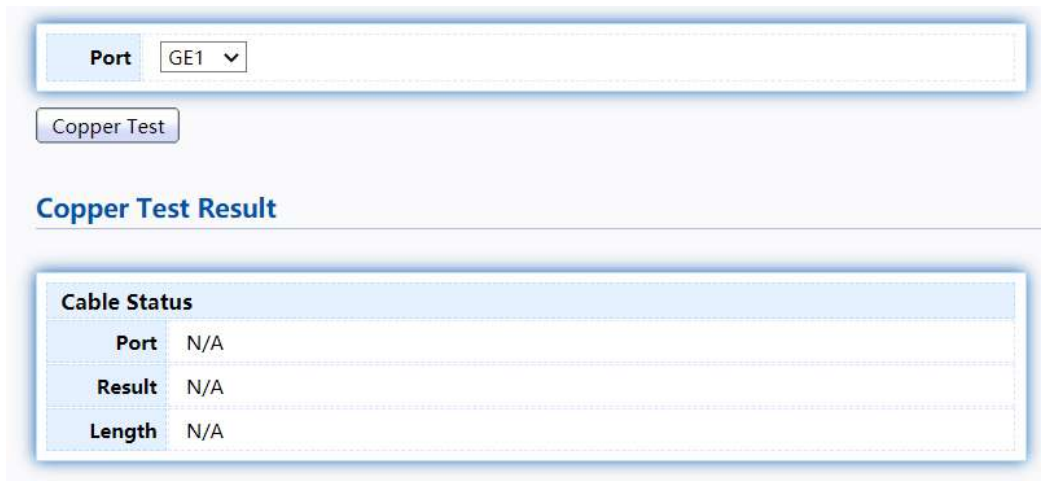 Port GE1
Copper Test
Copper Test Result
Cable Status
Port N/A
Result N/A
Length N/A